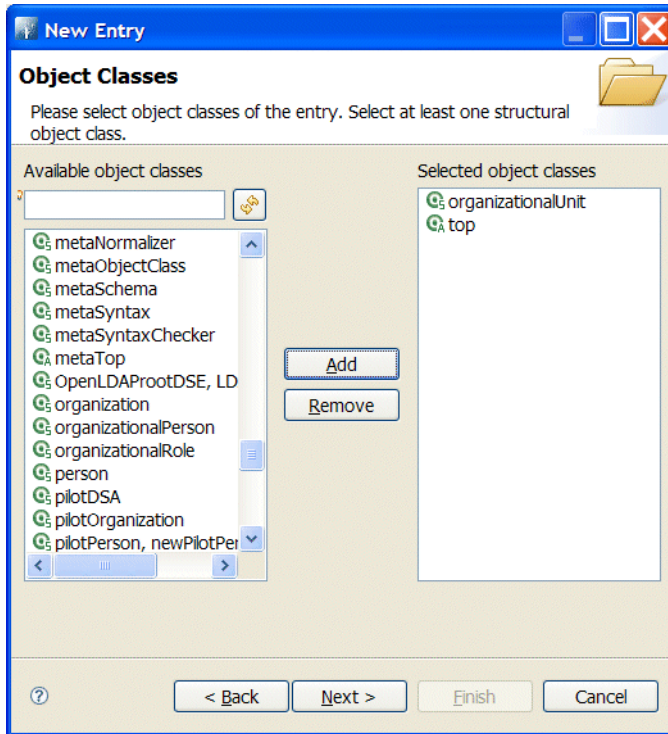 New Entry
Object Classes
Please select object classes of the entry. Select at least one structural
object class.
Available object classes
Selected object classes
metaNormalizer
metaObjectClass
metaSchema
metaSyntax
metaSyntaxChecker
metaTop
OpenLDAProotDSE, LD
organization
organizationalPerson
organizationalRole
person
pilotDSA
pilotOrganization
pilotPerson, newPilotPer
Add
Remove
organizationalUnit
top
< Back
Next >
Finish
Cancel